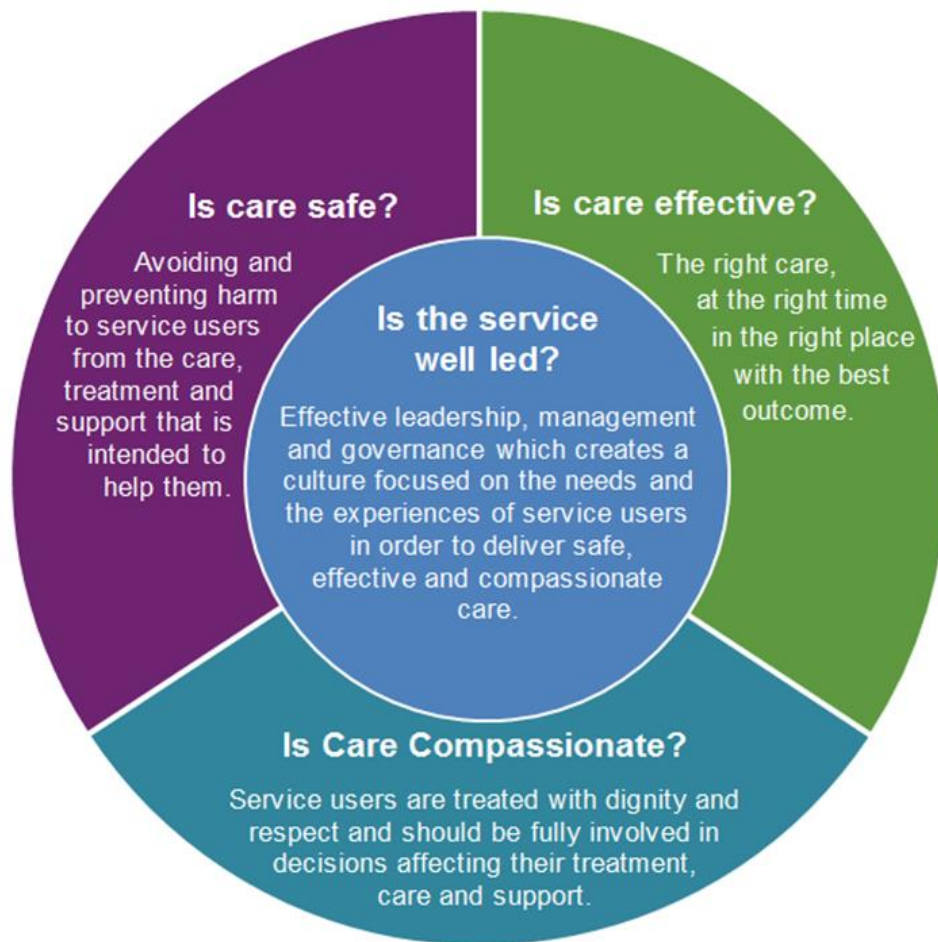 Is care safe?
Avoiding and
preventing harm
to service users
from the care,
treatment and
support that is
intended to
help them.
Is care effective?
The right care,
at the right time
in the right place
with the best
outcome.
Is the service
well led?
Effective leadership, management
and governance which creates a
culture focused on the needs and
the experiences of service users
in order to deliver safe,
effective and compassionate
care.
Is Care Compassionate?
Service users are treated with dignity and
respect and should be fully involved in
decisions affecting their treatment,
care and support.